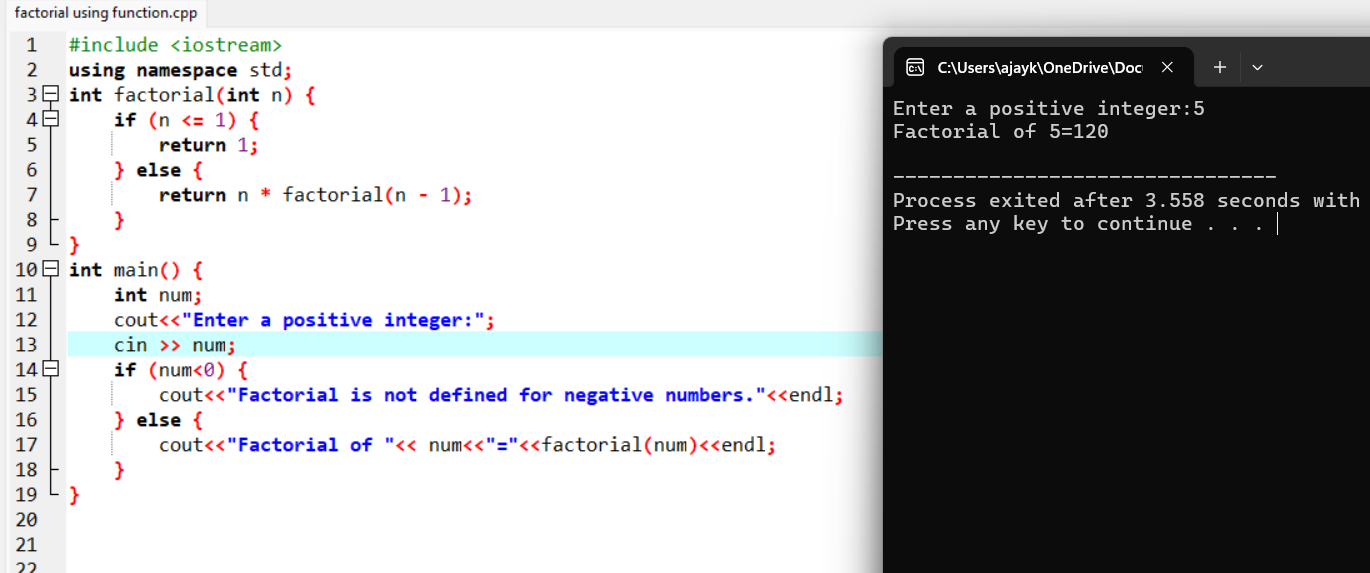 factorial using function.cpp
1 #include <iostream>
2 using namespace std;
3 int factorial(int n) {
4     if (n <= 1) {
5         return 1;
6     } else {
7         return n * factorial(n - 1);
8     }
9 }
10 int main() {
11     int num;
12     cout<<"Enter a positive integer:";
13     cin >> num;
14     if (num<0) {
15         cout<<"Factorial is not defined for negative numbers."<<endl;
16     } else {
17         cout<<"Factorial of "<< num<<"="<<factorial(num)<<endl;
18     }
19 }
20
21
22
C:\Users\ajayk\OneDrive\Doc
Enter a positive integer:5
Factorial of 5=120
--------------------------------
Process exited after 3.558 seconds with
Press any key to continue . . .